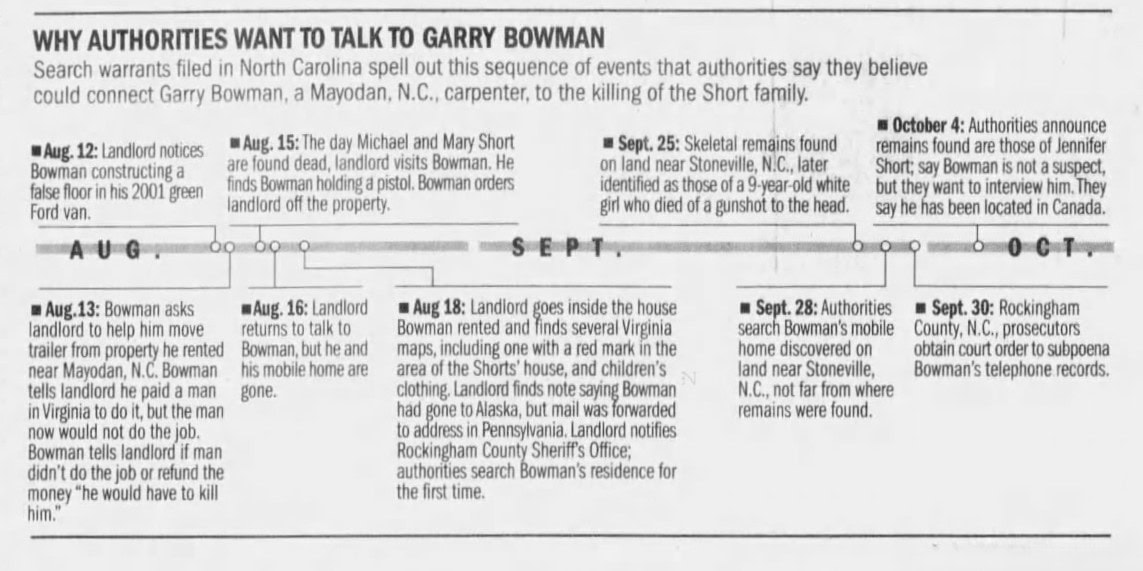 WHY AUTHORITIES WANT TO TALK TO GARRY BOWMAN
Search warrants filed in North Carolina spell out this sequence of events that authorities say they believe
could connect Garry Bowman, a Mayodan, N.C., carpenter, to the killing of the Short family.
■ Aug. 12: Landlord notices
Bowman constructing a
false floor in his 2001 green
Ford van.
■ Aug. 15: The day Michael and Mary Short
are found dead, landlord visits Bowman. He
finds Bowman holding a pistol. Bowman orders
landlord off the property.
■ Sept. 25: Skeletal remains found
on land near Stoneville, N.C., later
identified as those of a 9-year-old white
girl who died of a gunshot to the head.
■ October 4: Authorities announce
remains found are those of Jennifer
Short; say Bowman is not a suspect,
but they want to interview him. They
say he has been located in Canada.
AUG.
SEPT.
OCT.
■ Aug.13: Bowman asks
landlord to help him move
trailer from property he rented
near Mayodan, N.C. Bowman
tells landlord he paid a man
in Virginia to do it, but the man
now would not do the job.
Bowman tells landlord if man
didn't do the job or refund the
money "he would have to kill
him."
■Aug. 16: Landlord
returns to talk to
Bowman, but he and
his mobile home are
gone.
■ Aug 18: Landlord goes inside the house
Bowman rented and finds several Virginia
maps, including one with a red mark in the
area of the Shorts' house, and children's
clothing. Landlord finds note saying Bowman
had gone to Alaska, but mail was forwarded
to address in Pennsylvania. Landlord notifies
Rockingham County Sheriff's Office;
authorities search Bowman's residence for
the first time.
■ Sept. 28: Authorities
search Bowman's mobile
home discovered on
land near Stoneville,
N.C., not far from where
remains were found.
■ Sept. 30: Rockingham
County, N.C., prosecutors
obtain court order to subpoena
Bowman's telephone records.